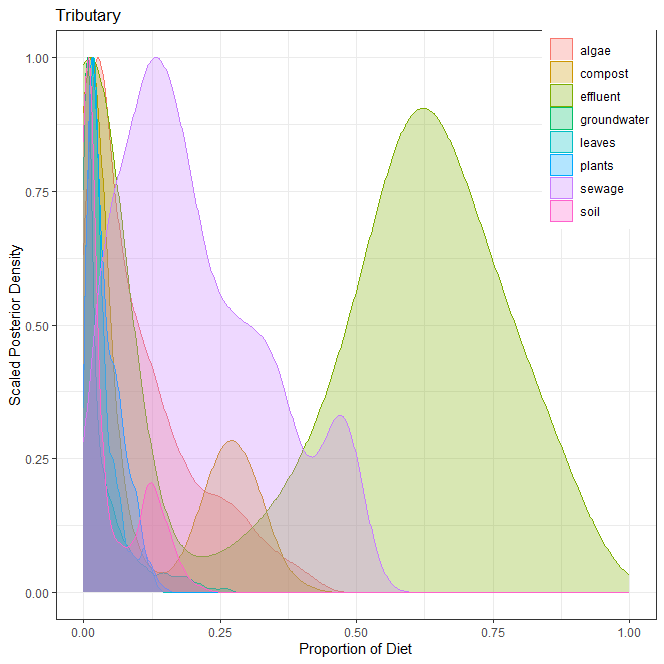 Tributary
algae
compost
effluent
groundwater
leaves
plants
sewage
soil
1.00
0.75
0.50
0.25
0.00
Scaled Posterior Density
0.00 0.25 0.50 0.75 1.00
Proportion of Diet